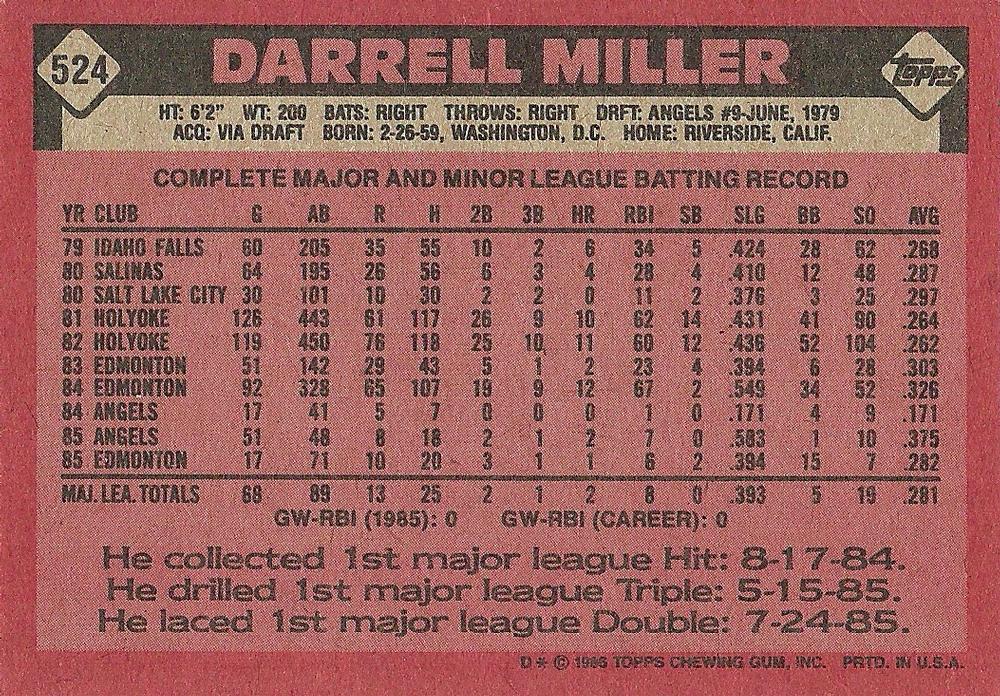 524 DARRELL MILLER Topps
HT: 6'2" WT: 200 BATS: RIGHT THROWS: RIGHT DRFT: ANGELS #9-JUNE, 1979
ACQ: VIA DRAFT BORN: 2-26-59, WASHINGTON, D.C. HOME: RIVERSIDE, CALIF.
COMPLETE MAJOR AND MINOR LEAGUE BATTING RECORD
YR CLUB G AB R H 2B 3B HR RBI SB SLG BB SO AVG
79 IDAHO FALLS 60 205 35 55 10 2 6 34 5 .424 28 62 .268
80 SALINAS 64 195 26 56 6 3 4 28 4 .410 12 48 .287
80 SALT LAKE CITY 30 101 10 30 2 2 0 11 2 .376 3 25 .297
81 HOLYOKE 126 443 61 117 26 9 10 62 14 .431 41 90 .264
82 HOLYOKE 119 450 76 118 25 10 11 60 12 .436 52 104 .262
83 EDMONTON 51 142 29 43 5 1 2 23 4 .394 6 28 .303
84 EDMONTON 92 328 65 107 19 9 12 67 2 .549 34 52 .326
84 ANGELS 17 41 5 7 0 0 0 1 0 .171 4 9 .171
85 ANGELS 51 48 8 18 2 1 2 7 0 .583 1 10 .375
85 EDMONTON 17 71 10 20 3 1 1 6 2 .394 15 7 .282
MAJ. LEA. TOTALS 68 89 13 25 2 1 2 8 0 .393 5 19 .281
GW-RBI (1985): 0 GW-RBI (CAREER): 0
He collected 1st major league Hit: 8-17-84.
He drilled 1st major league Triple: 5-15-85.
He laced 1st major league Double: 7-24-85.
D* © 1986 TOPPS CHEWING GUM, INC. PRTD. IN U.S.A.